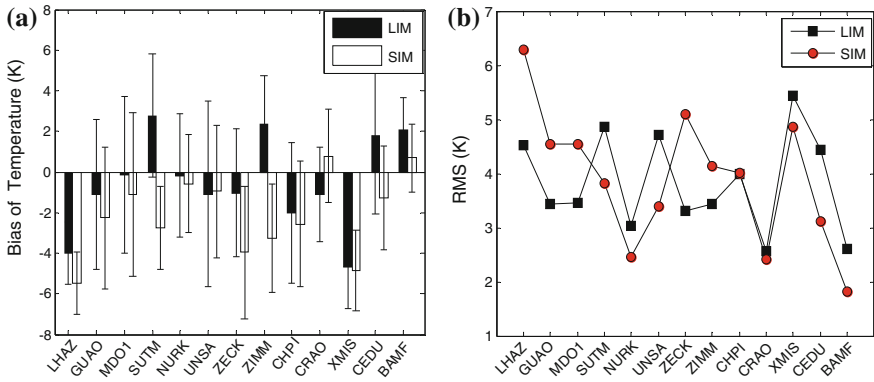 (a)
Bias of Temperature (K)
8
6
4
2
0
-2
-4
-6
-8
LIM
SIM
LHAZ
GUAO
MDO1
SUTM
NURK
UNSA
ZECK
ZIMM
CHPI
CRAO
XMIS
CEDU
BAMF
(b)
RMS (K)
7
6
5
4
3
2
1
LIM
SIM
LHAZ
GUAO
MDO1
SUTM
NURK
UNSA
ZECK
ZIMM
CHPI
CRAO
XMIS
CEDU
BAMF